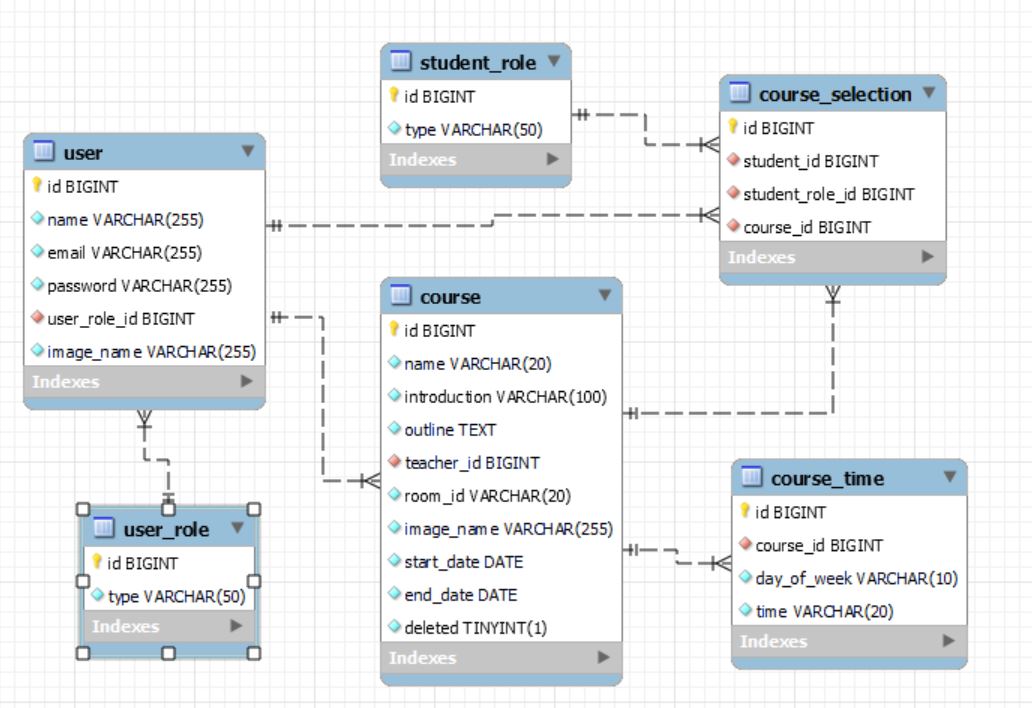 student_role
id BIGINT
type VARCHAR(50)
Indexes
course_selection
id BIGINT
student_id BIGINT
student_role_id BIGINT
course_id BIGINT
Indexes
user
id BIGINT
name VARCHAR(255)
email VARCHAR(255)
password VARCHAR(255)
user_role_id BIGINT
image_name VARCHAR(255)
Indexes
course
id BIGINT
name VARCHAR(20)
introduction VARCHAR(100)
outline TEXT
teacher_id BIGINT
room_id VARCHAR(20)
image_name VARCHAR(255)
start_date DATE
end_date DATE
deleted TINYINT(1)
Indexes
user_role
id BIGINT
type VARCHAR(50)
Indexes
course_time
id BIGINT
course_id BIGINT
day_of_week VARCHAR(10)
time VARCHAR(20)
Indexes